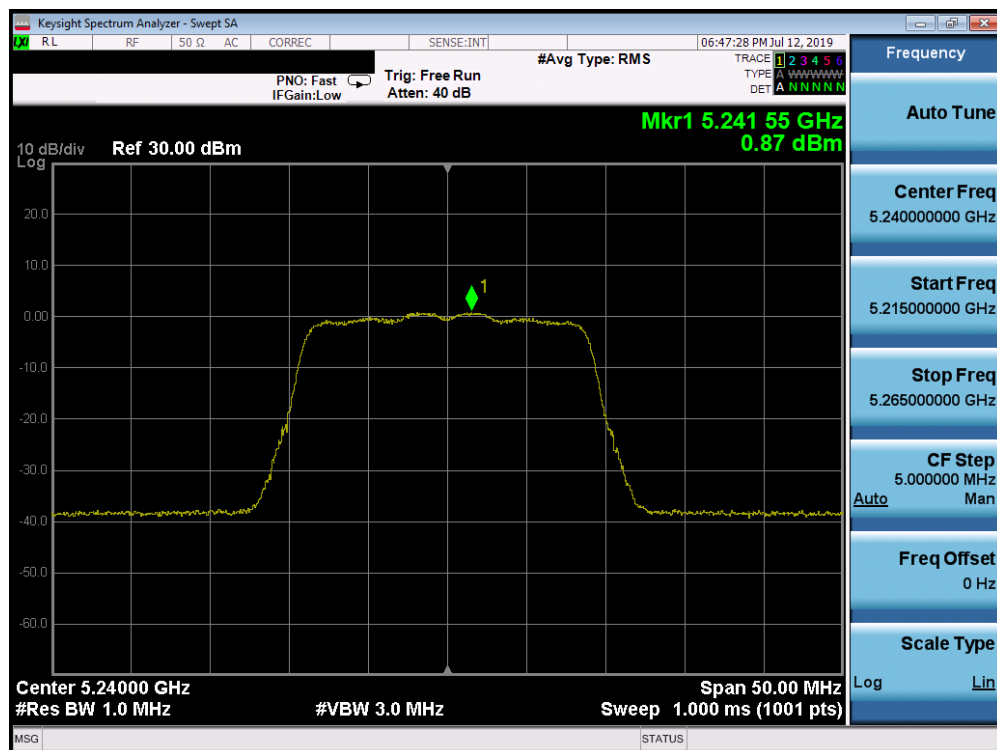 Keysight Spectrum Analyzer - Swept SA
LXI RL RF 50 Ω AC CORREC SENSE:INT 06:47:28 PM Jul 12, 2019
#Avg Type: RMS TRACE 1 2 3 4 5 6
PNO: Fast Trig: Free Run TYPE A WWWWW
IFGain:Low Atten: 40 dB DET A N N N N N
Mkr1 5.241 55 GHz
0.87 dBm
10 dB/div Ref 30.00 dBm
Log
20.0
10.0
1
0.00
-10.0
-20.0
-30.0
-40.0
-50.0
-60.0
Center 5.24000 GHz Span 50.00 MHz
#Res BW 1.0 MHz #VBW 3.0 MHz Sweep 1.000 ms (1001 pts)
MSG STATUS
Frequency
Auto Tune
Center Freq
5.240000000 GHz
Start Freq
5.215000000 GHz
Stop Freq
5.265000000 GHz
CF Step
5.000000 MHz
Auto Man
Freq Offset
0 Hz
Scale Type
Log Lin